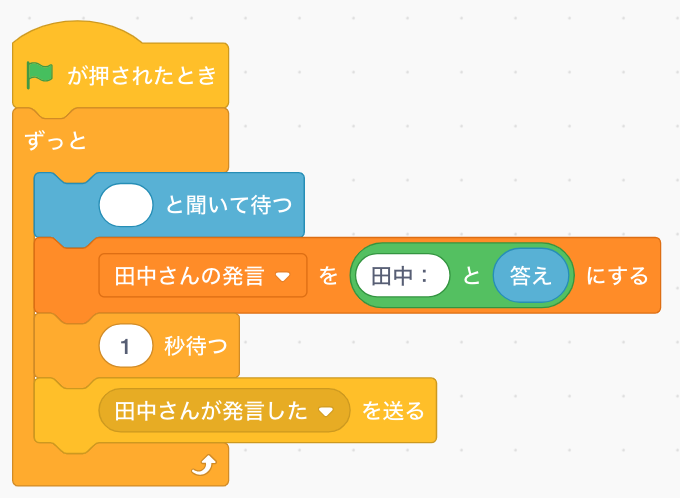 が押されたとき
ずっと
と聞いて待つ
田中さんの発言 を 田中： と 答え にする
1 秒待つ
田中さんが発言した を送る